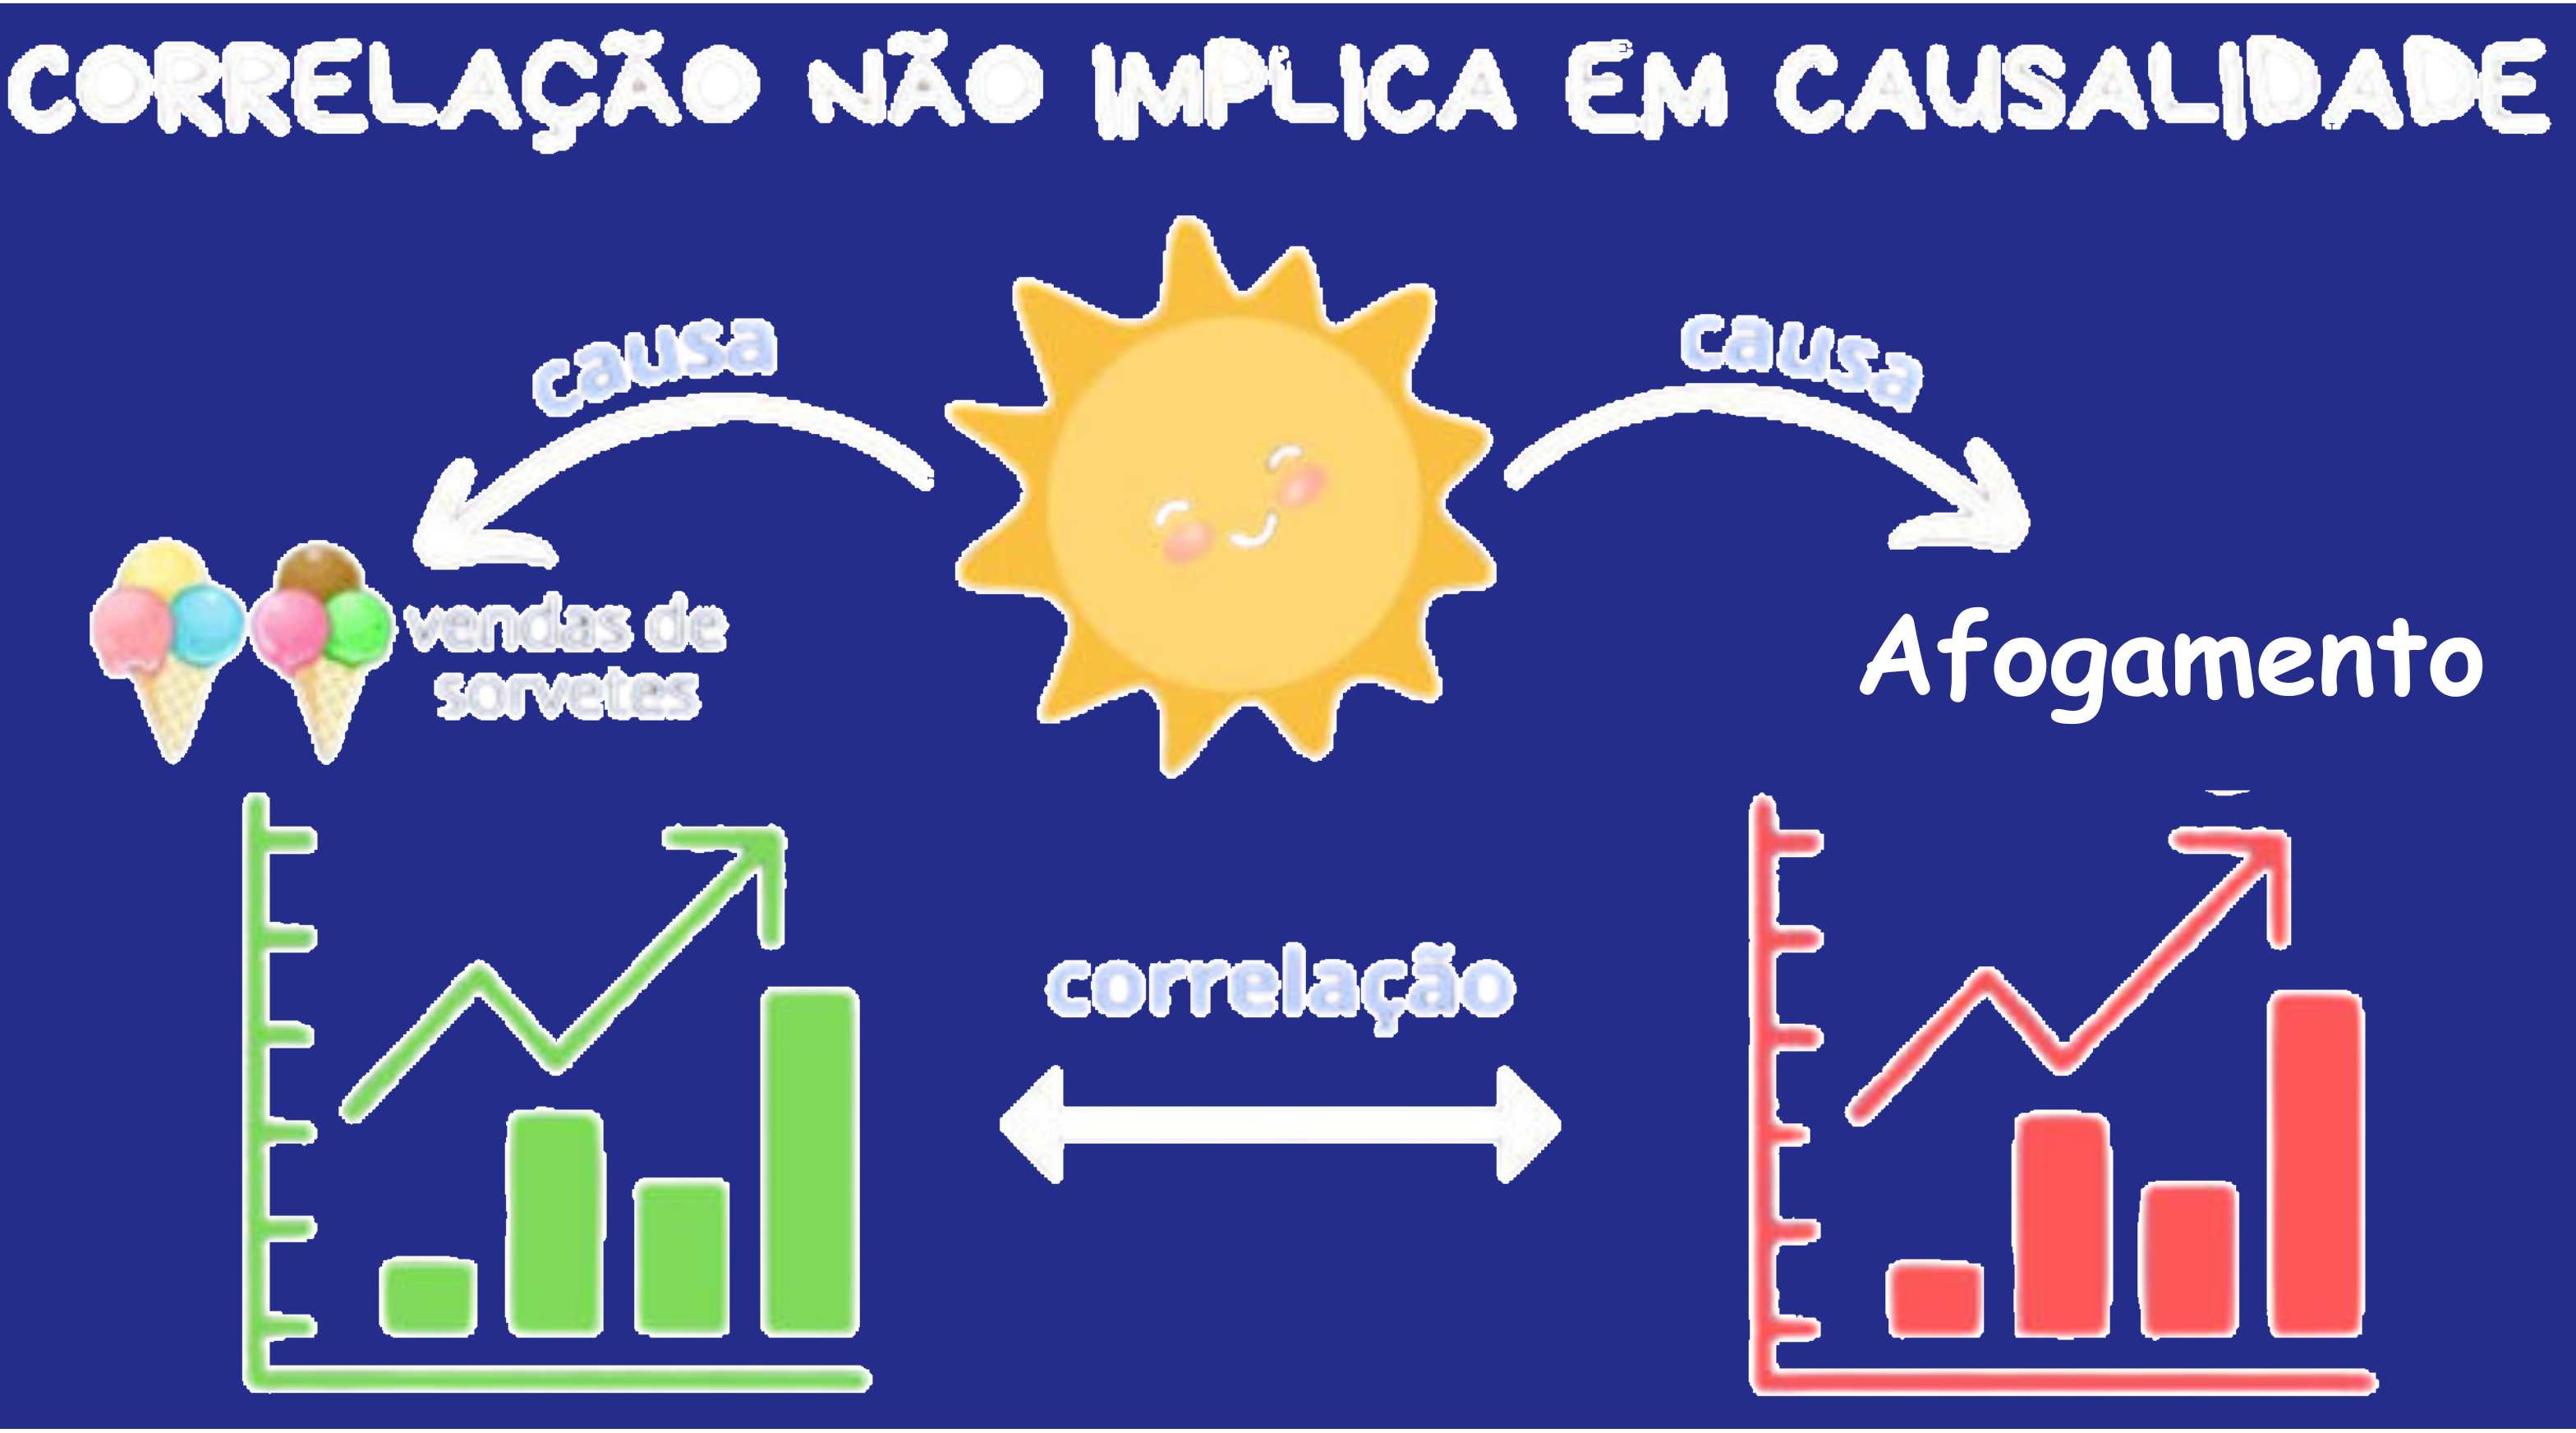 CORRELAÇÃO NÃO IMPLICA EM CAUSALIDADE
causa
causa
vendas de
sorvetes
Afogamento
correlação